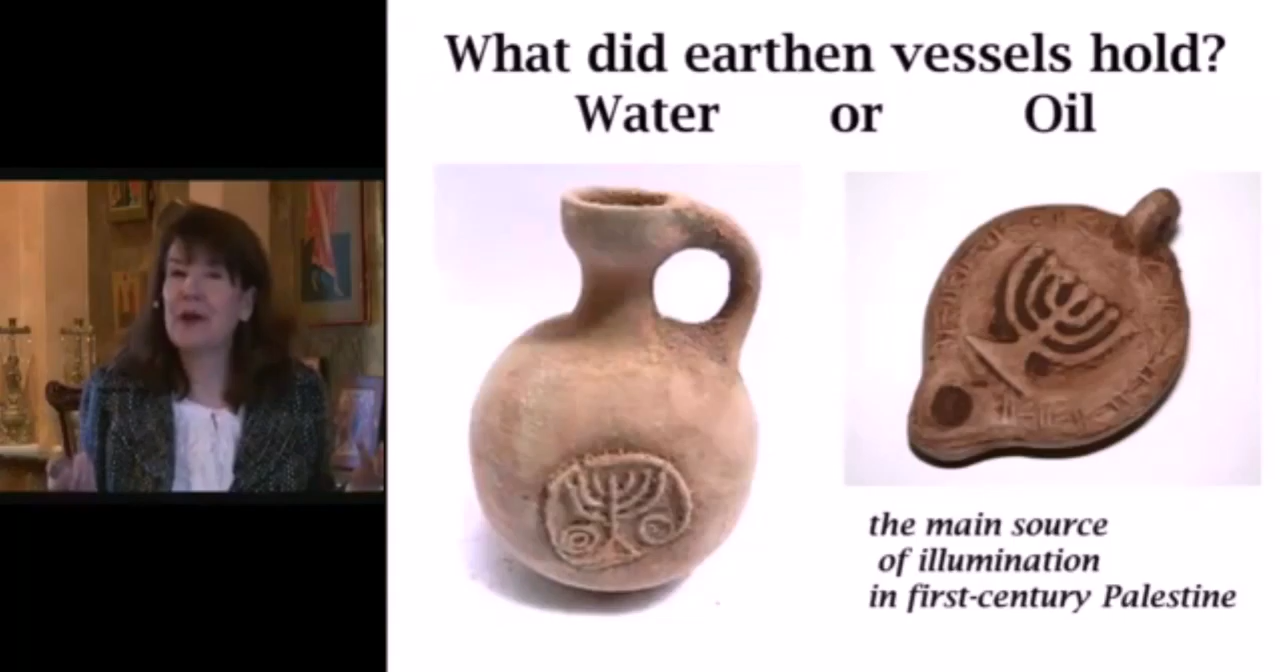 What did earthen vessels hold?
Water or Oil
the main source
of illumination
in first-century Palestine